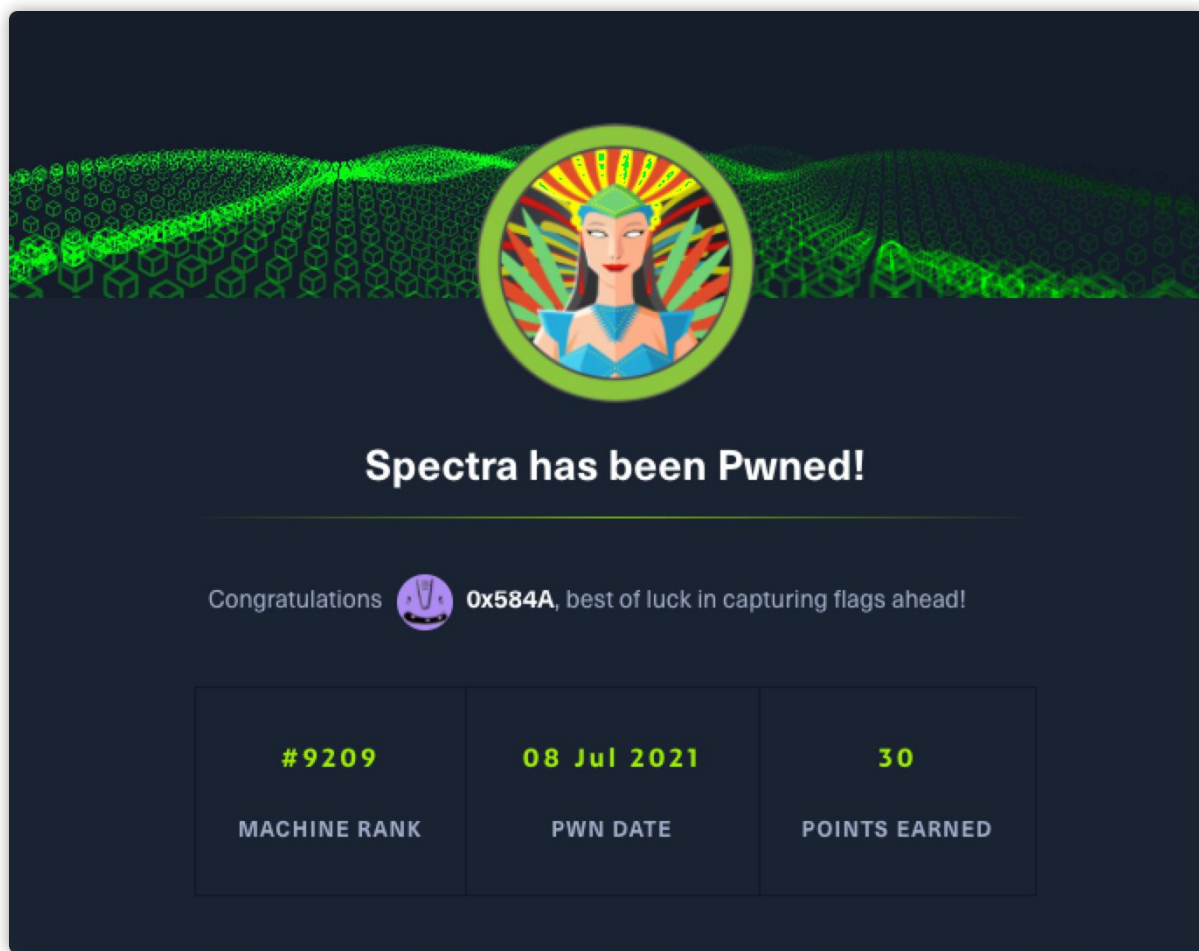 Spectra has been Pwned!
Congratulations 0x584A, best of luck in capturing flags ahead!
#9209 08 Jul 2021 30
MACHINE RANK PWN DATE POINTS EARNED